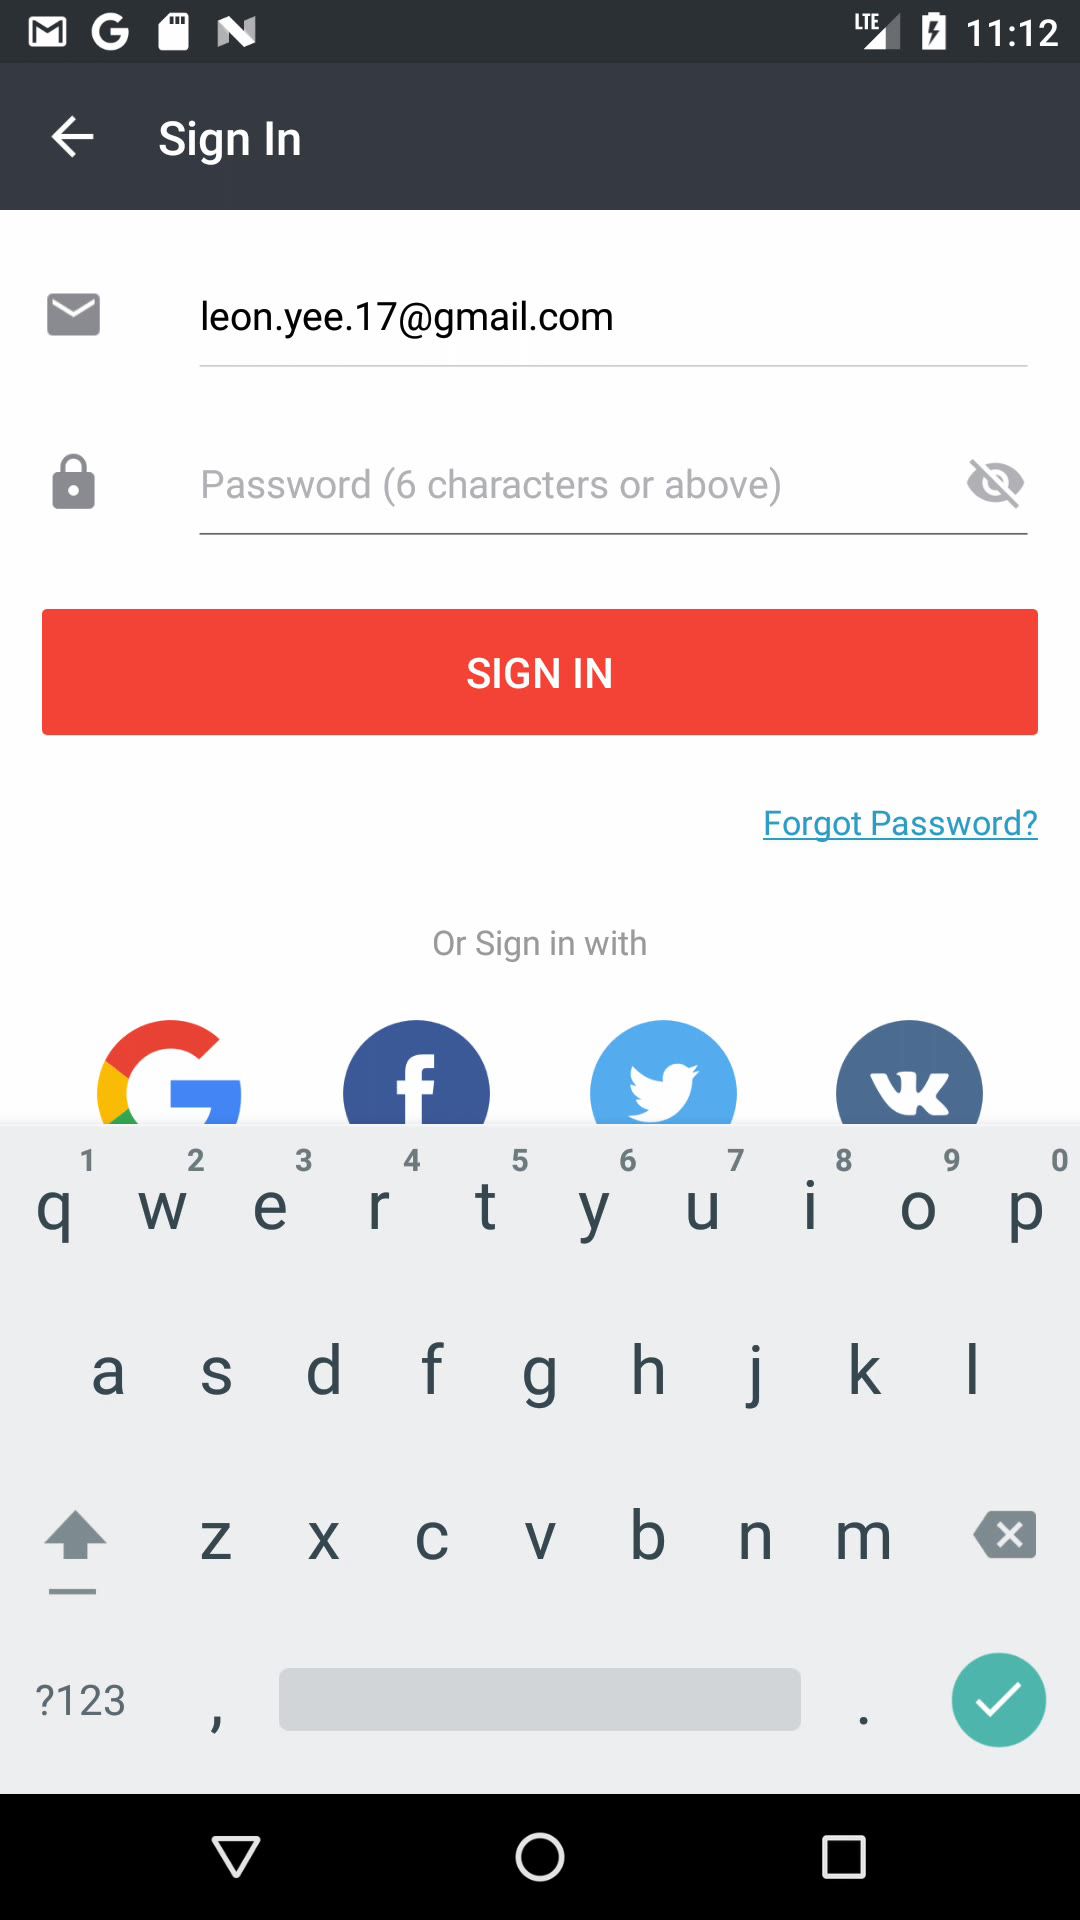 LTE 11:12
Sign In
leon.yee.17@gmail.com
Password (6 characters or above)
SIGN IN
Forgot Password?
Or Sign in with
1 2 3 4 5 6 7 8 9 0
q w e r t y u i o p
a s d f g h j k l
z x c v b n m
?123 , .